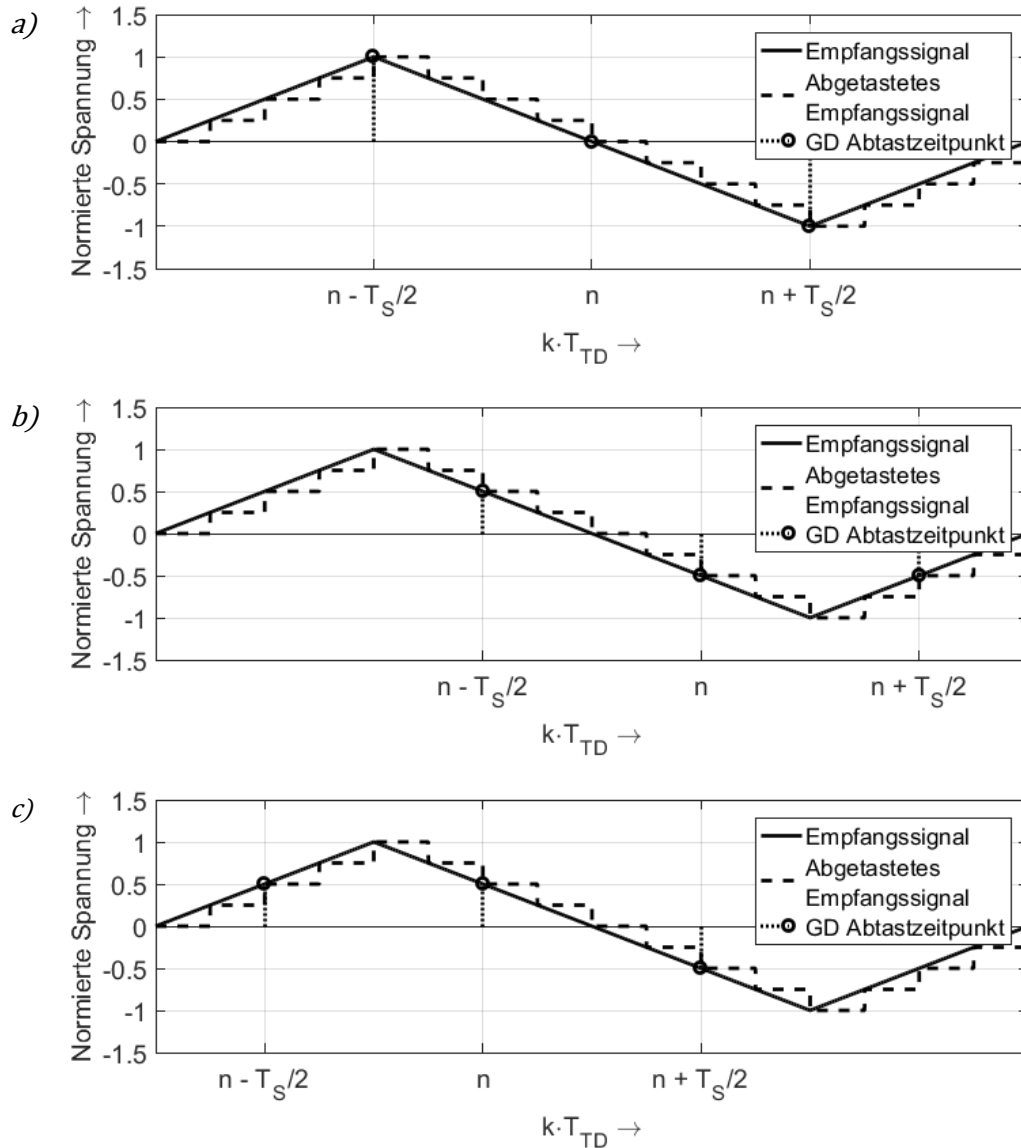 a)
Normierte Spannung →
1.5
1
0.5
0
-0.5
-1
-1.5
Empfangssignal
Abgetastetes
Empfangssignal
GD Abtastzeitpunkt
n - T_S/2
n
n + T_S/2
k·T_TD →
b)
Normierte Spannung →
1.5
1
0.5
0
-0.5
-1
-1.5
Empfangssignal
Abgetastetes
Empfangssignal
GD Abtastzeitpunkt
n - T_S/2
n
n + T_S/2
k·T_TD →
c)
Normierte Spannung →
1.5
1
0.5
0
-0.5
-1
-1.5
Empfangssignal
Abgetastetes
Empfangssignal
GD Abtastzeitpunkt
n - T_S/2
n
n + T_S/2
k·T_TD →